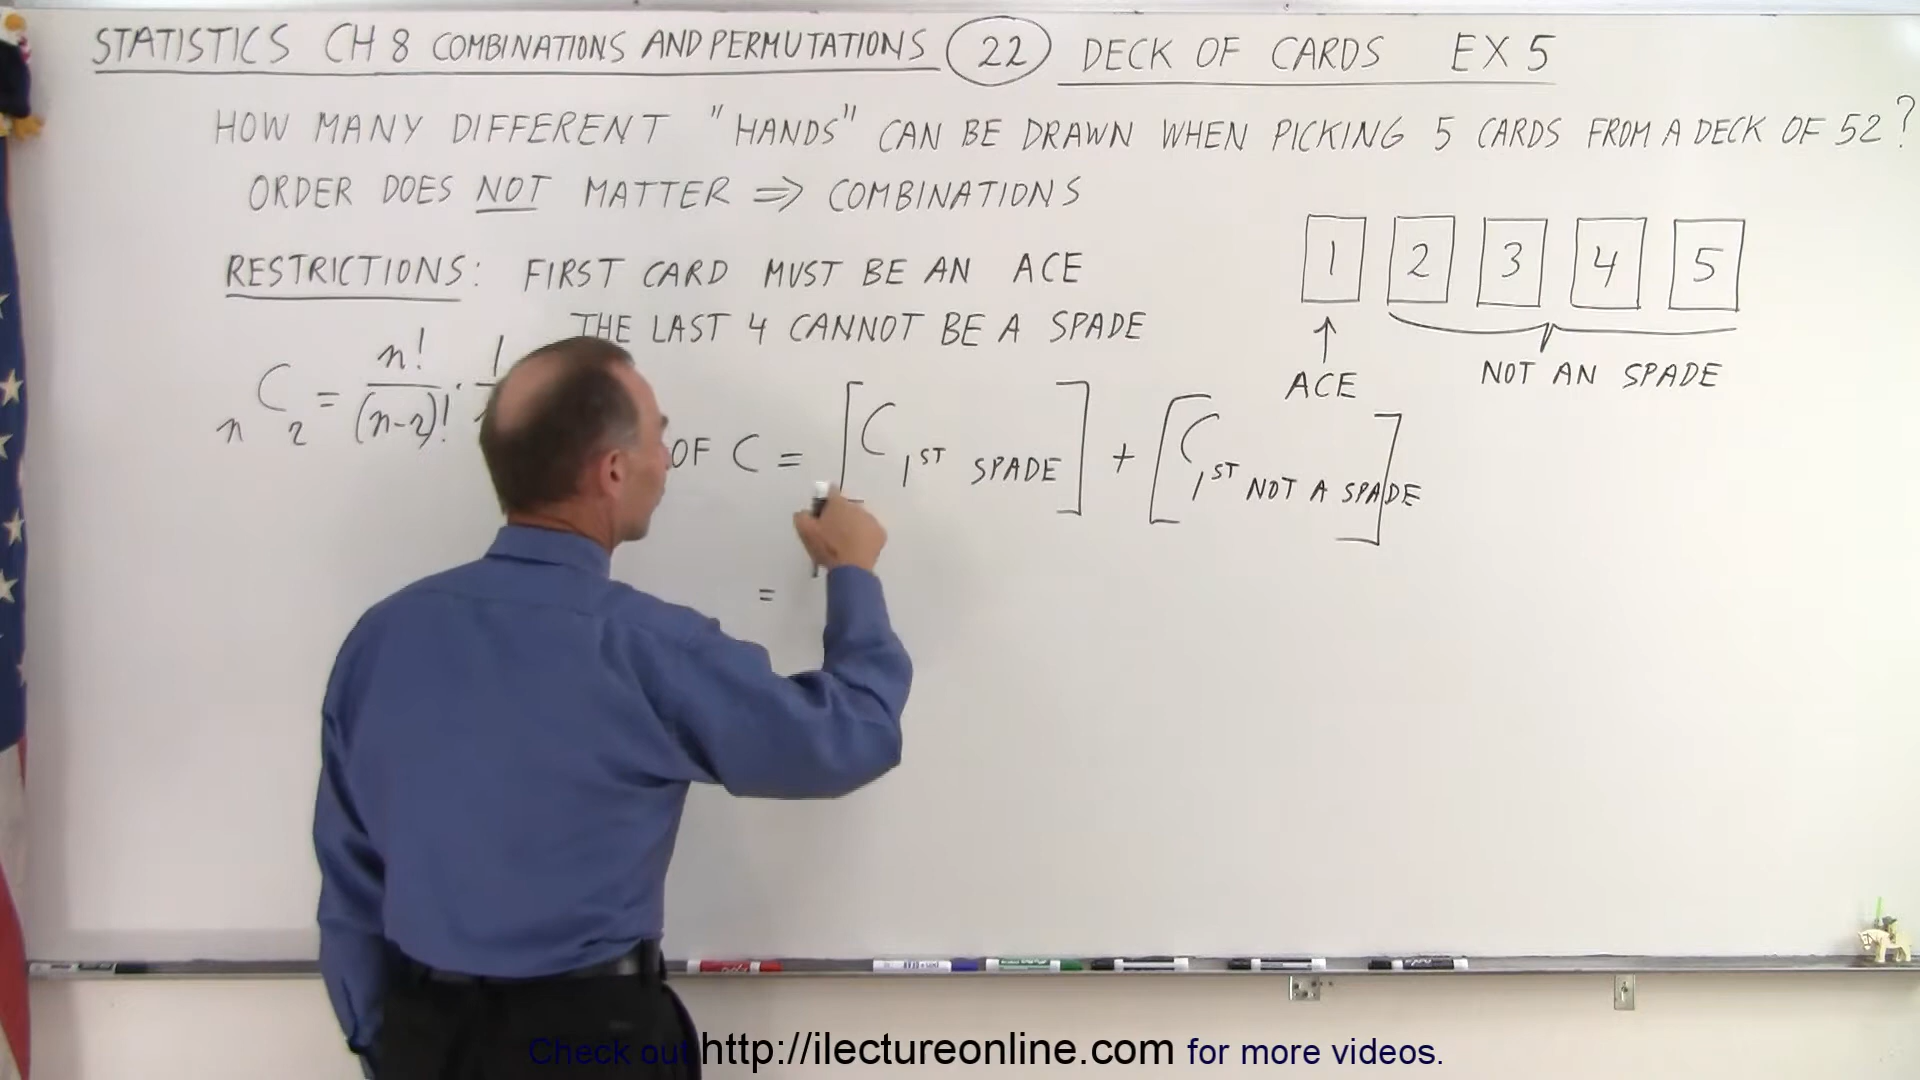 STATISTICS CH 8 COMBINATIONS AND PERMUTATIONS 22 DECK OF CARDS EX 5
HOW MANY DIFFERENT "HANDS" CAN BE DRAWN WHEN PICKING 5 CARDS FROM A DECK OF 52?
ORDER DOES NOT MATTER ⇒ COMBINATIONS
RESTRICTIONS: FIRST CARD MUST BE AN ACE
THE LAST 4 CANNOT BE A SPADE
1 2 3 4 5
ACE
NOT AN SPADE
nCr = n!/(n-r)! · 1/
OF C = [C 1ST SPADE] + [C 1ST NOT A SPADE]
=
Check out http://ilectureonline.com for more videos.